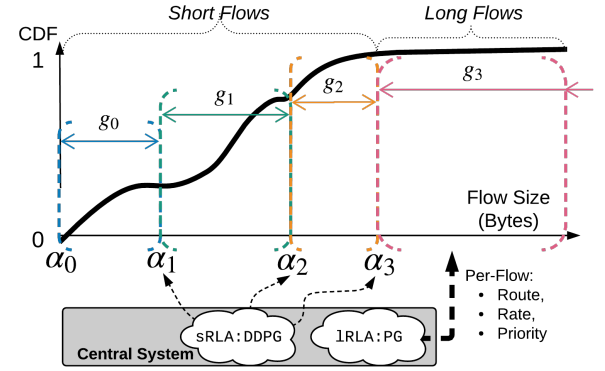 Short Flows
Long Flows
CDF
1
g₀
g₁
g₂
g₃
Flow Size
(Bytes)
0
α₀
α₁
α₂
α₃
Per-Flow:
• Route,
• Rate,
• Priority
sRLA:DDPG
lRLA:PG
Central System